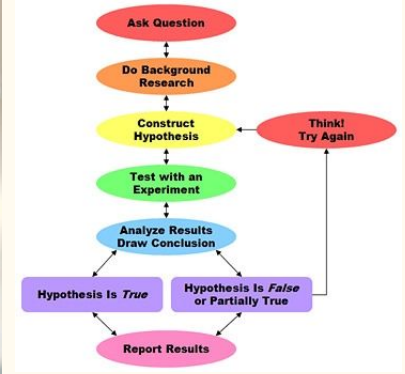 Ask Question
Do Background
Research
Construct
Hypothesis
Think!
Try Again
Test with an
Experiment
Analyze Results
Draw Conclusion
Hypothesis Is True
Hypothesis Is False
or Partially True
Report Results